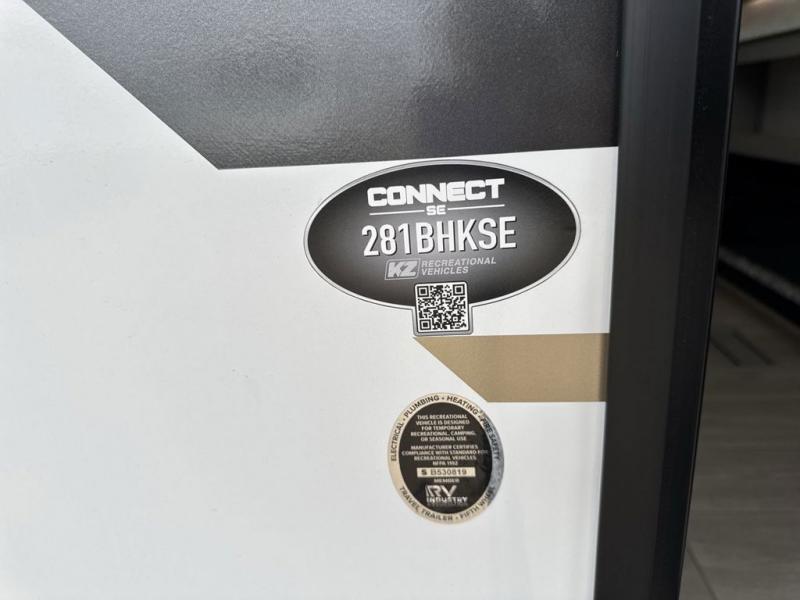 CONNECT
SE
281BHKSE
KZ RECREATIONAL
VEHICLES
ELECTRICAL • PLUMBING • HEATING • FIRE SAFETY
THIS RECREATIONAL
VEHICLE IS DESIGNED
FOR TEMPORARY
RECREATIONAL, CAMPING,
OR SEASONAL USE
MANUFACTURER CERTIFIES
COMPLIANCE WITH STANDARD FOR
RECREATIONAL VEHICLES
NFPA 1192
S B530819
MEMBER
RV
INDUSTRY
TRAVEL TRAILER • FIFTH WHEEL